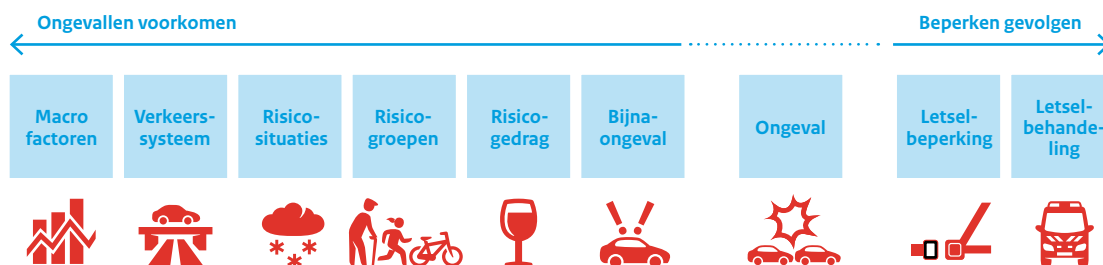 Ongevallen voorkomen
Beperken gevolgen
Macro
factoren
Verkeers-
systeem
Risico-
situaties
Risico-
groepen
Risico-
gedrag
Bijna-
ongeval
Ongeval
Letsel-
beperking
Letsel-
behande-
ling